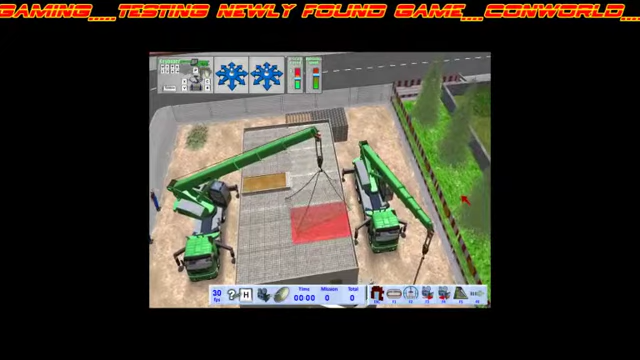 GAMING....TESTING NEWLY FOUND GAME...CONWORLD...
30
fps
?
H
Time
00:00
Mission
0
Total
0